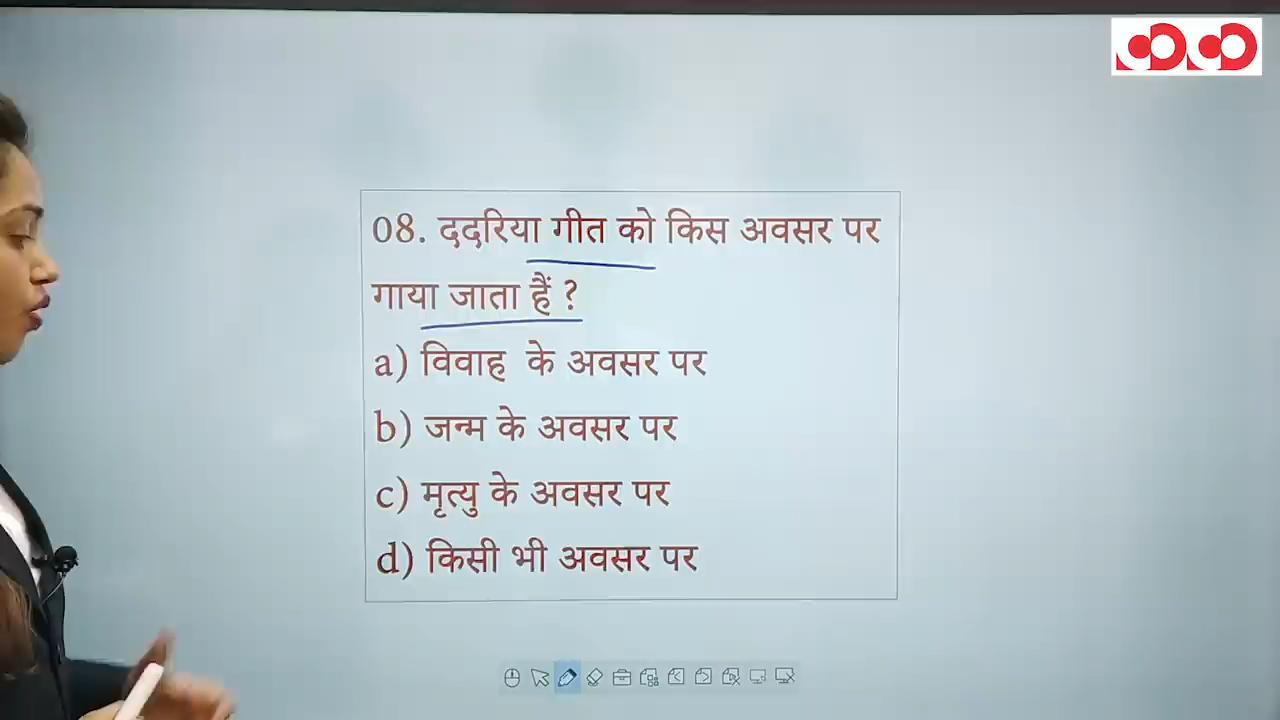 08. ददरिया गीत को किस अवसर पर
गाया जाता हैं ?
a) विवाह के अवसर पर
b) जन्म के अवसर पर
c) मृत्यु के अवसर पर
d) किसी भी अवसर पर